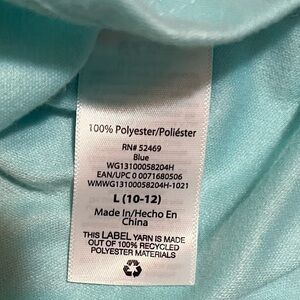 100% Polyester/Poliéster
RN# 52469
Blue
WG13100058204H
EAN/UPC 0 0071680506
WMWG13100058204H-1021
L (10-12)
Made In/Hecho En
China
THIS LABEL YARN IS MADE
OUT OF 100% RECYCLED
POLYESTER MATERIALS